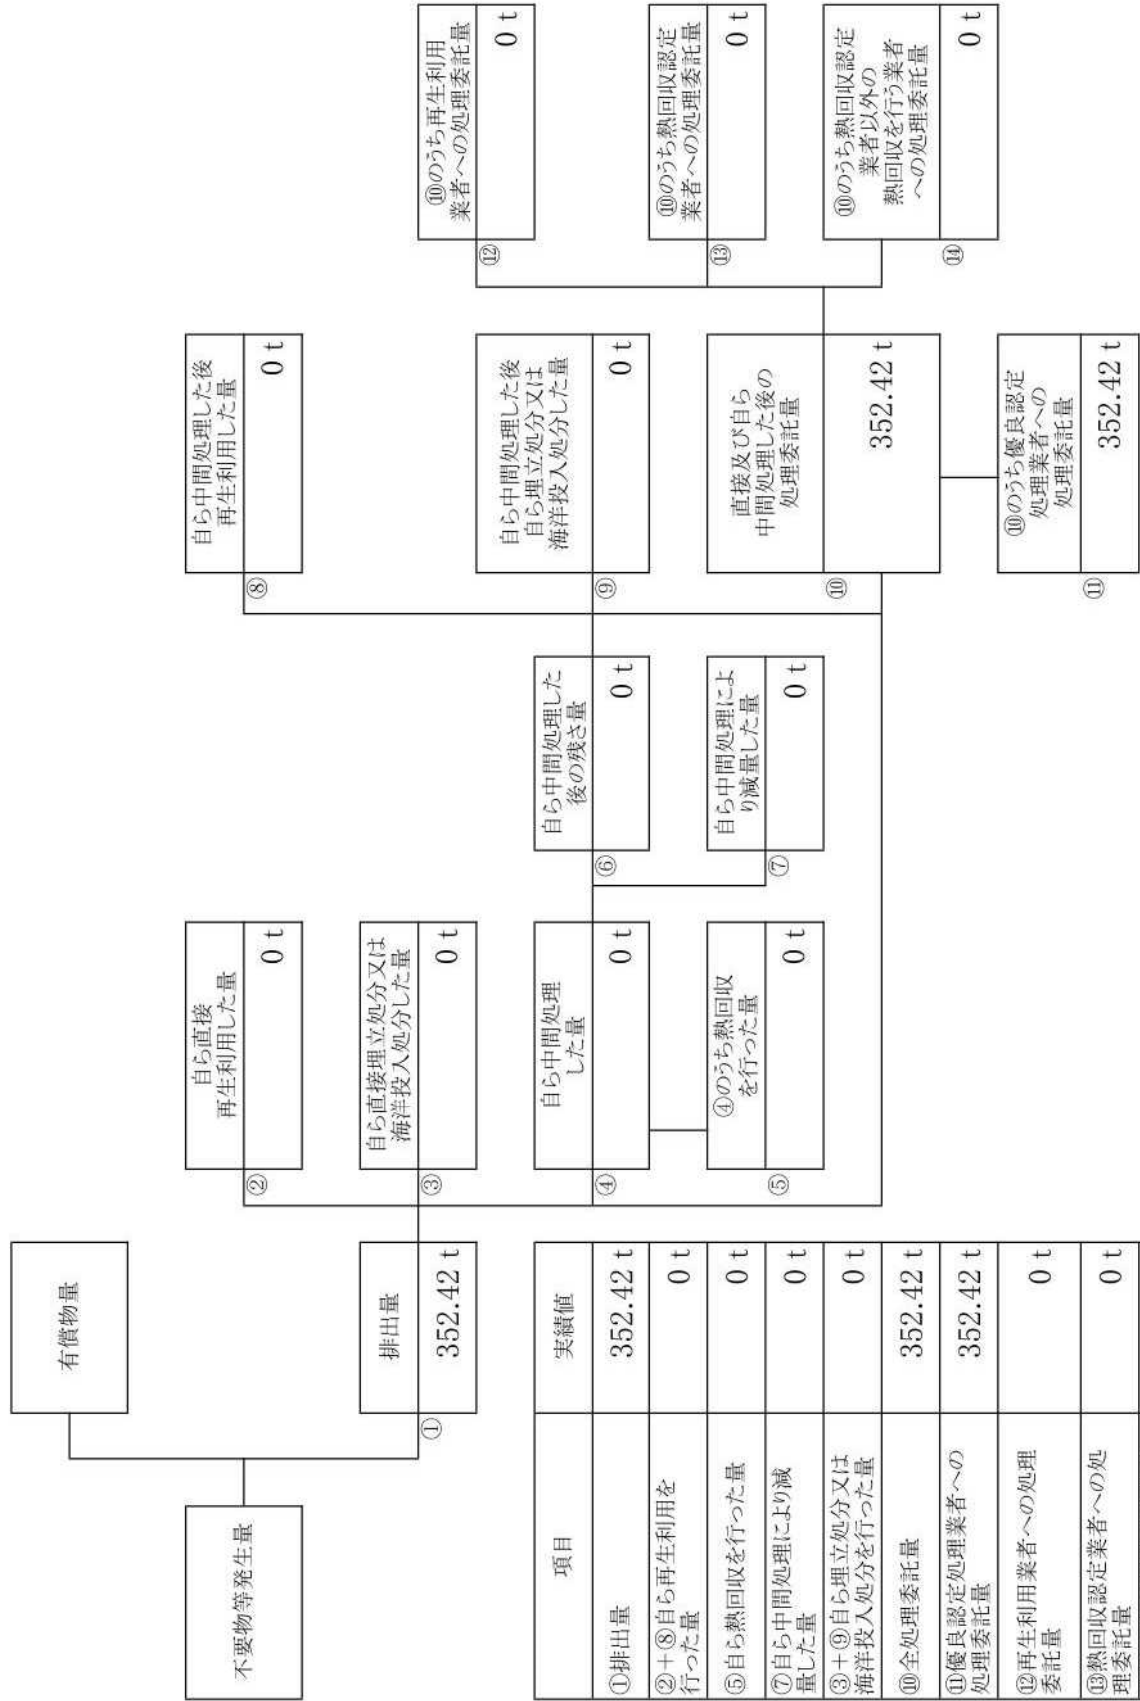 有償物量
不要物等発生量
排出量
①
352.42 t
自ら直接
再生利用した量
②
0 t
自ら直接埋立処分又は
海洋投入処分した量
③
0 t
自ら中間処理
した量
④
0 t
④のうち熱回収
を行った量
⑤
0 t
自ら中間処理した
後の残さ量
⑥
0 t
自ら中間処理によ
り減量した量
⑦
0 t
自ら中間処理した後
再生利用した量
⑧
0 t
自ら中間処理した後
自ら埋立処分又は
海洋投入処分した量
⑨
0 t
直接及び自ら
中間処理した後の
処理委託量
⑩
352.42 t
⑩のうち優良認定
処理業者への
処理委託量
⑪
352.42 t
⑩のうち再生利用
業者への処理委託量
⑫
0 t
⑩のうち熱回収認定
業者への処理委託量
⑬
0 t
⑩のうち熱回収認定
業者以外の
熱回収を行う業者
への処理委託量
⑭
0 t
項目
実績値
①排出量
352.42 t
②＋⑧自ら再生利用を
行った量
0 t
⑤自ら熱回収を行った量
0 t
⑦自ら中間処理により減
量した量
0 t
③＋⑨自ら埋立処分又は
海洋投入処分を行った量
0 t
⑩全処理委託量
352.42 t
⑪優良認定処理業者への
処理委託量
352.42 t
⑫再生利用業者への処理
委託量
0 t
⑬熱回収認定業者への処
理委託量
0 t